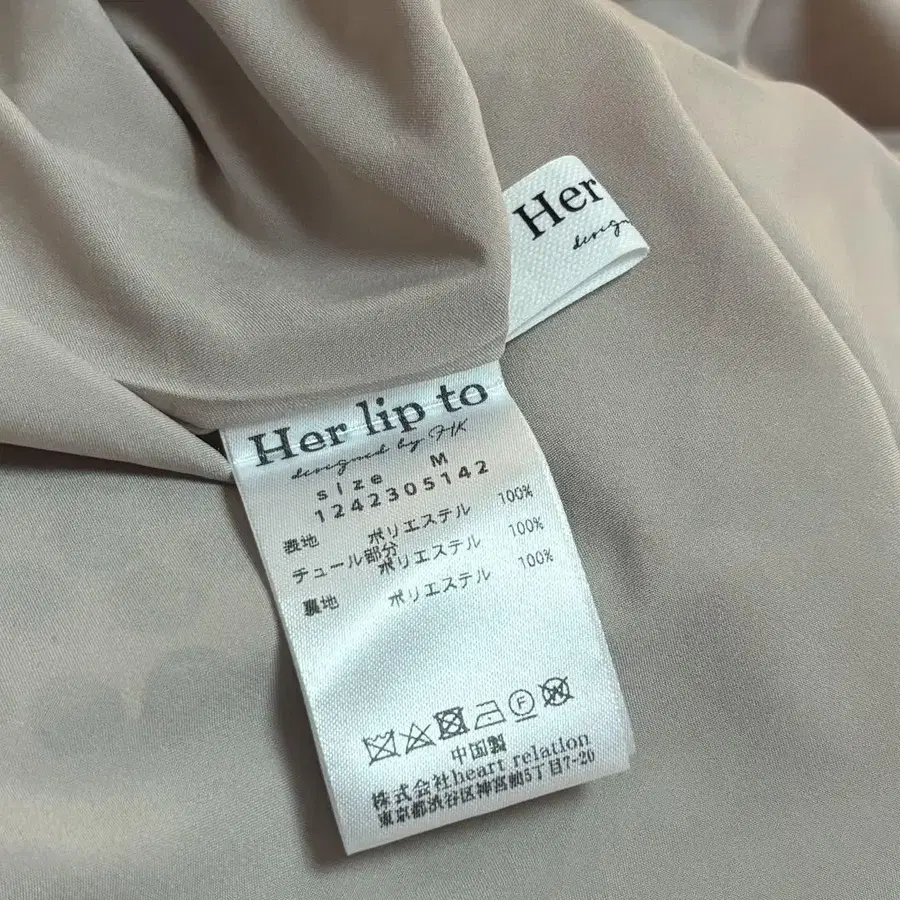 Her
desig
Her lip to
designed by HK
size M
1242305142
表地 ポリエステル 100%
チュール部分 ポリエステル 100%
裏地 ポリエステル 100%
F
W
中国製
株式会社heart relation
東京都渋谷区神宮前5丁目7-20